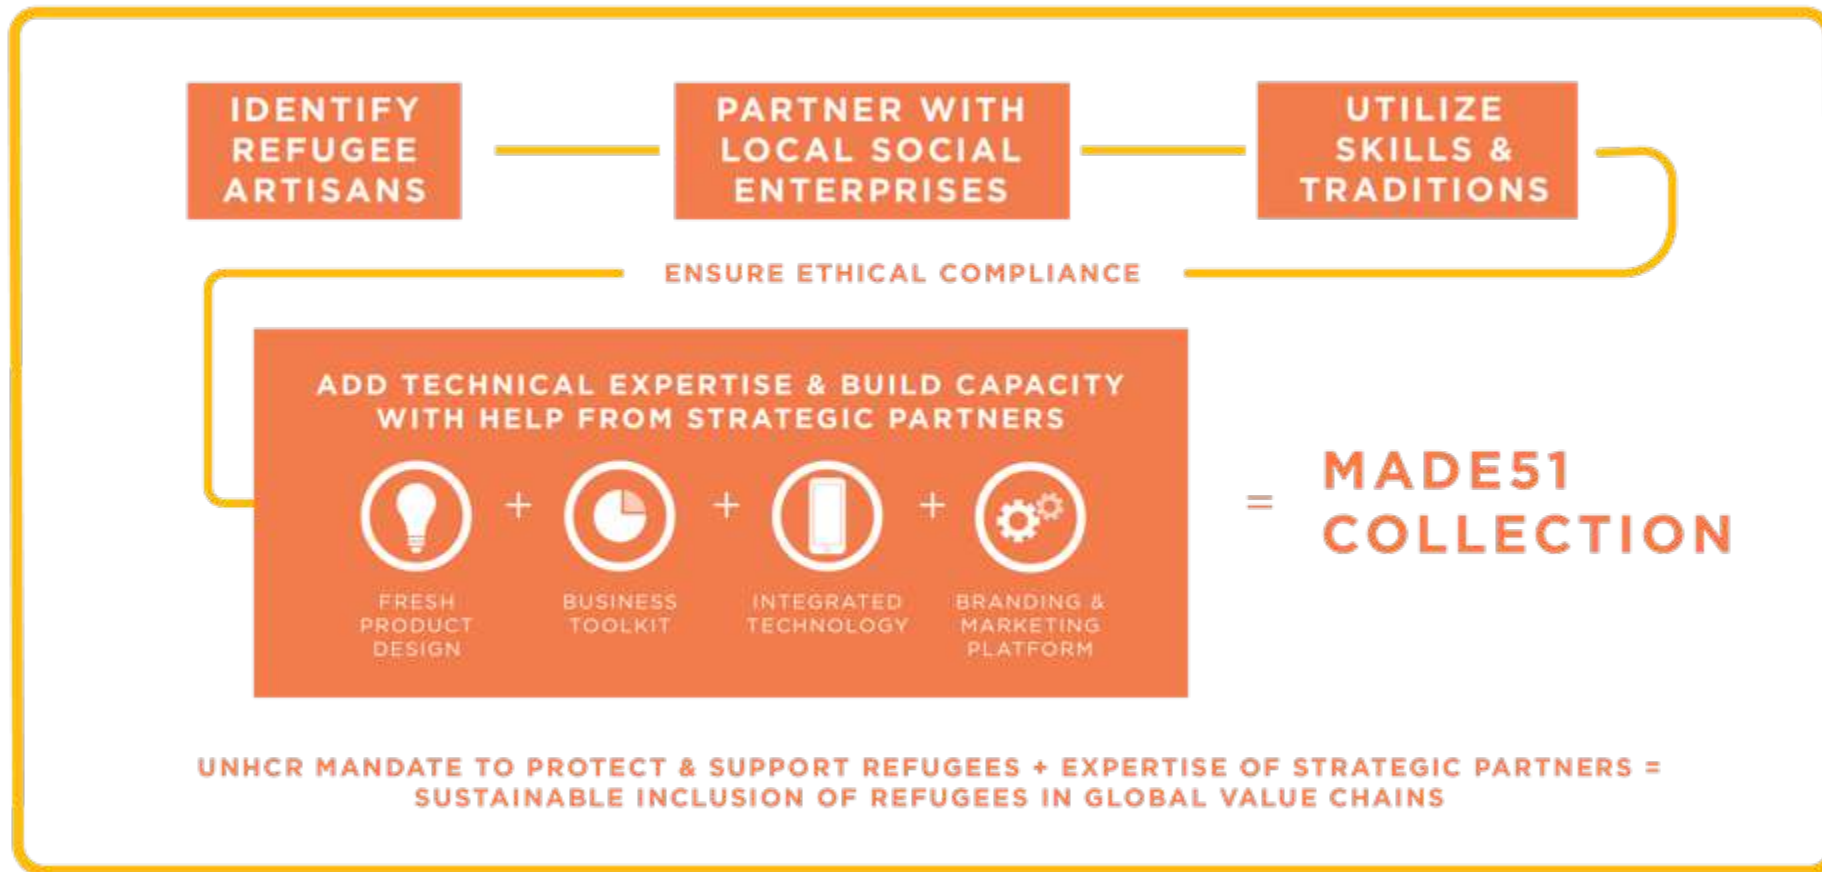 IDENTIFY
REFUGEE
ARTISANS
PARTNER WITH
LOCAL SOCIAL
ENTERPRISES
UTILIZE
SKILLS &
TRADITIONS
ENSURE ETHICAL COMPLIANCE
ADD TECHNICAL EXPERTISE & BUILD CAPACITY
WITH HELP FROM STRATEGIC PARTNERS
+
+
+
FRESH
PRODUCT
DESIGN
BUSINESS
TOOLKIT
INTEGRATED
TECHNOLOGY
BRANDING &
MARKETING
PLATFORM
=
MADE51
COLLECTION
UNHCR MANDATE TO PROTECT & SUPPORT REFUGEES + EXPERTISE OF STRATEGIC PARTNERS =
SUSTAINABLE INCLUSION OF REFUGEES IN GLOBAL VALUE CHAINS